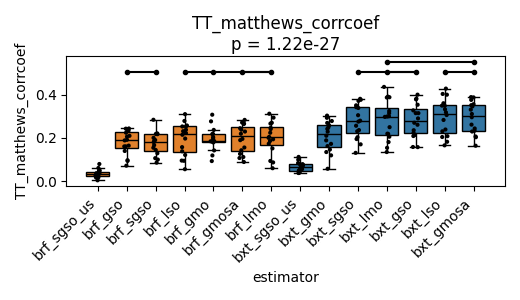 TT_matthews_corrcoef
p = 1.22e-27
TT_matthews_corrcoef
0.4
0.2
0.0
brf_sgso_us
brf_gso
brf_sgso
brf_lso
brf_gmo
brf_gmosa
brf_lmo
bxt_sgso_us
bxt_gmo
bxt_sgso
bxt_lmo
bxt_gso
bxt_lso
bxt_gmosa
estimator